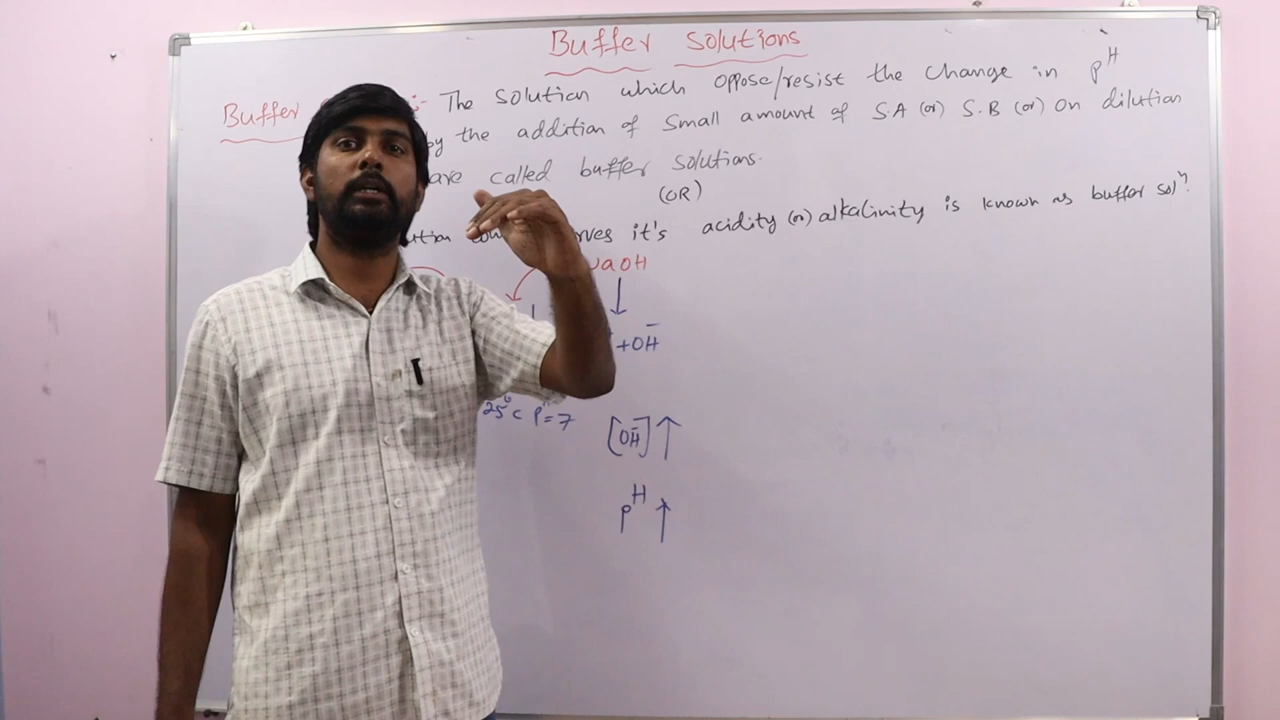 Buffer Solutions
Buffer :- The Solution which oppose/resist the change in pH
by the addition of Small amount of S.A (or) S.B (or) On dilution
are called buffer solutions.
(OR)
it's acidity (or) alkalinity is known as buffer solⁿ.
OH
+OH⁻
25°C pH=7
[OH⁻] ↑
pH ↑